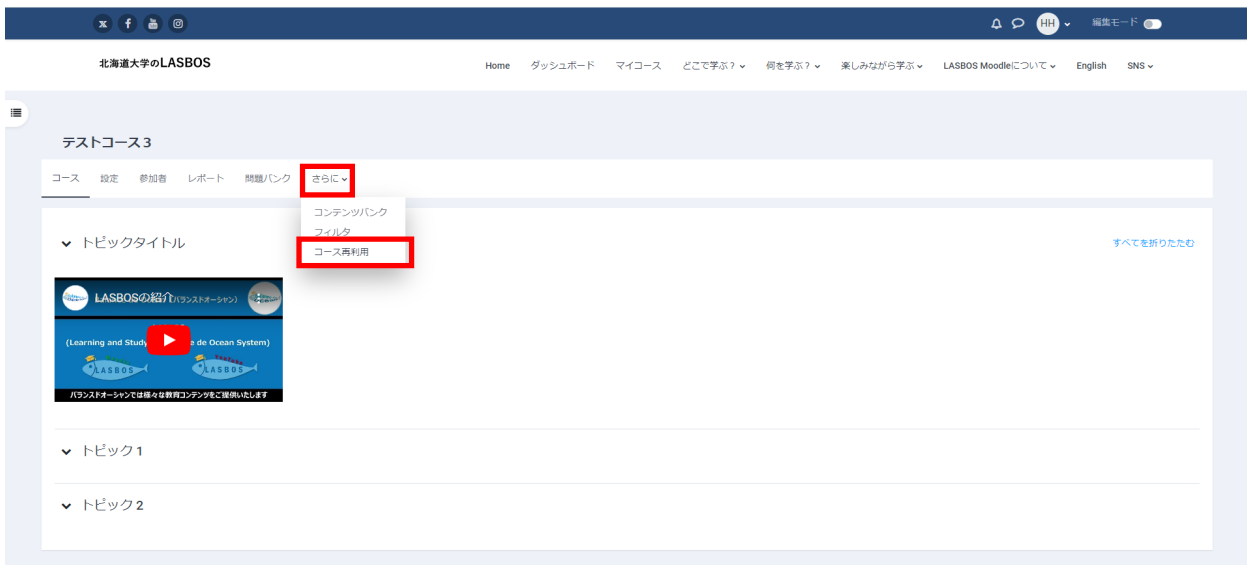 HH 編集モード
北海道大学のLASBOS
Home ダッシュボード マイコース どこで学ぶ? 何を学ぶ? 楽しみながら学ぶ LASBOS Moodleについて English SNS
テストコース3
コース 設定 参加者 レポート 問題バンク さらに
コンテンツバンク
フィルタ
コース再利用
トピックタイトル
すべてを折りたたむ
LASBOSの紹介
(バランスドオーシャン)
(Learning and Study
e de Ocean System)
LASBOS
LASBOS
バランスドオーシャンでは様々な教育コンテンツをご提供いたします
トピック1
トピック2